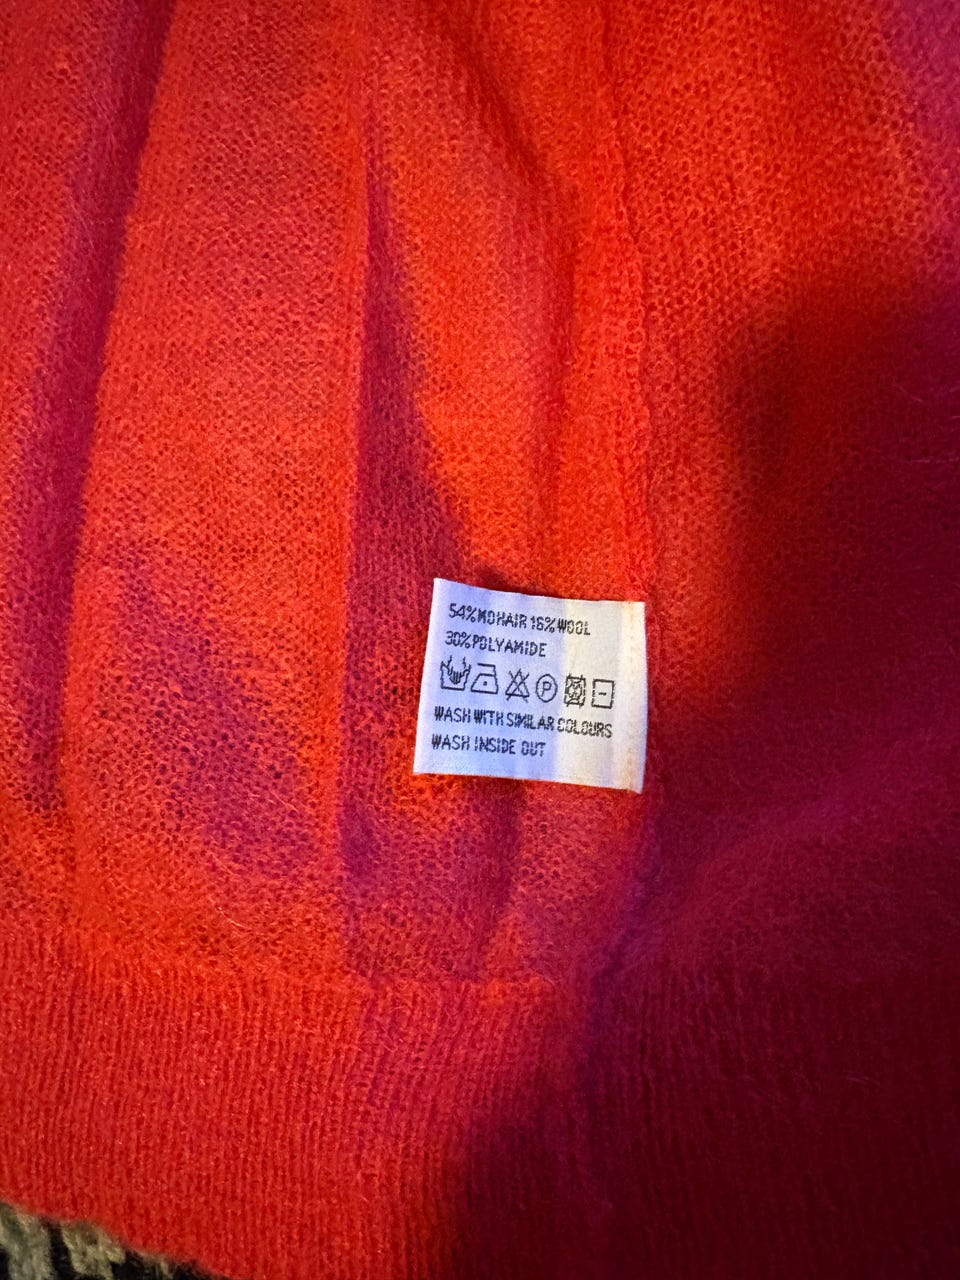 54%MOHAIR 16%WOOL
30%POLYAMIDE
P
WASH WITH SIMILAR COLOURS
WASH INSIDE OUT